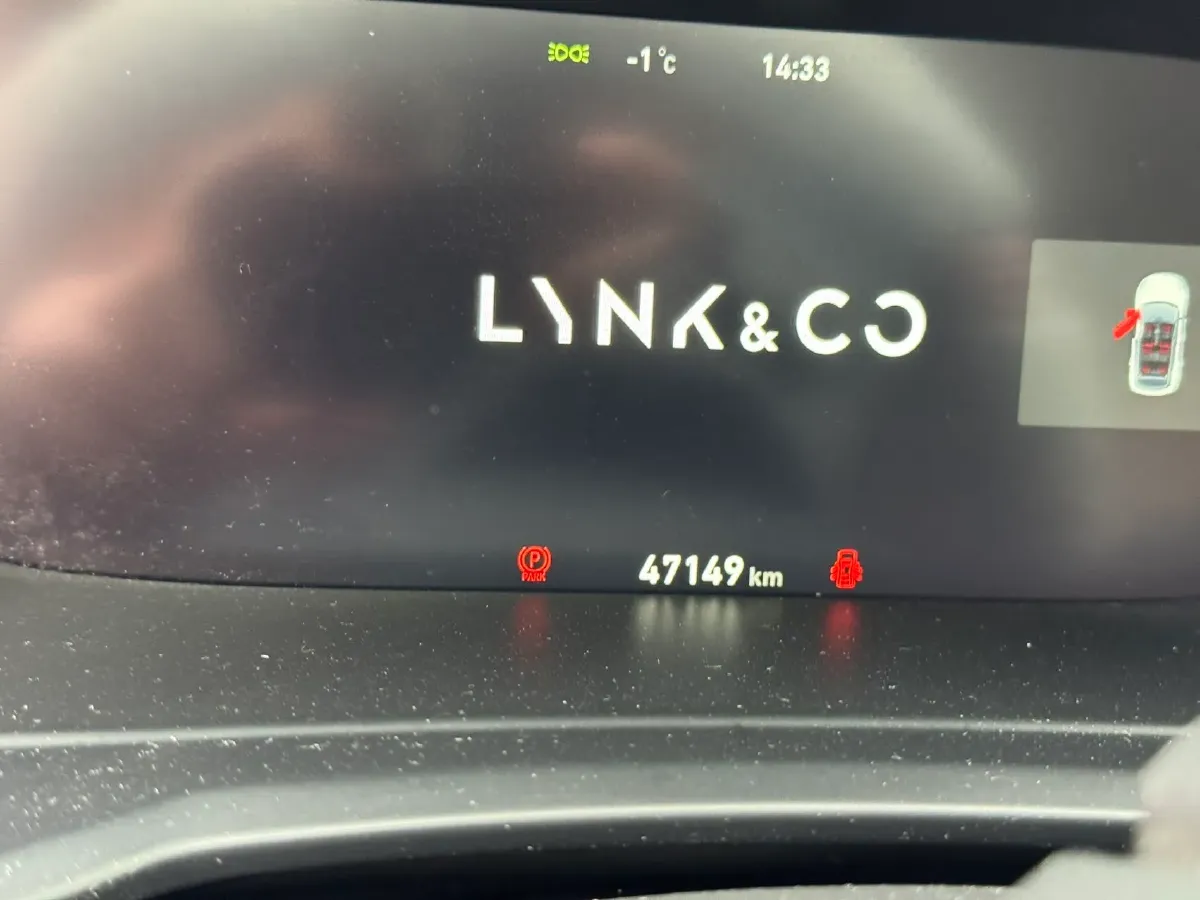 -1°C 14:33
LYNK & CO
P
PARK
47149 km